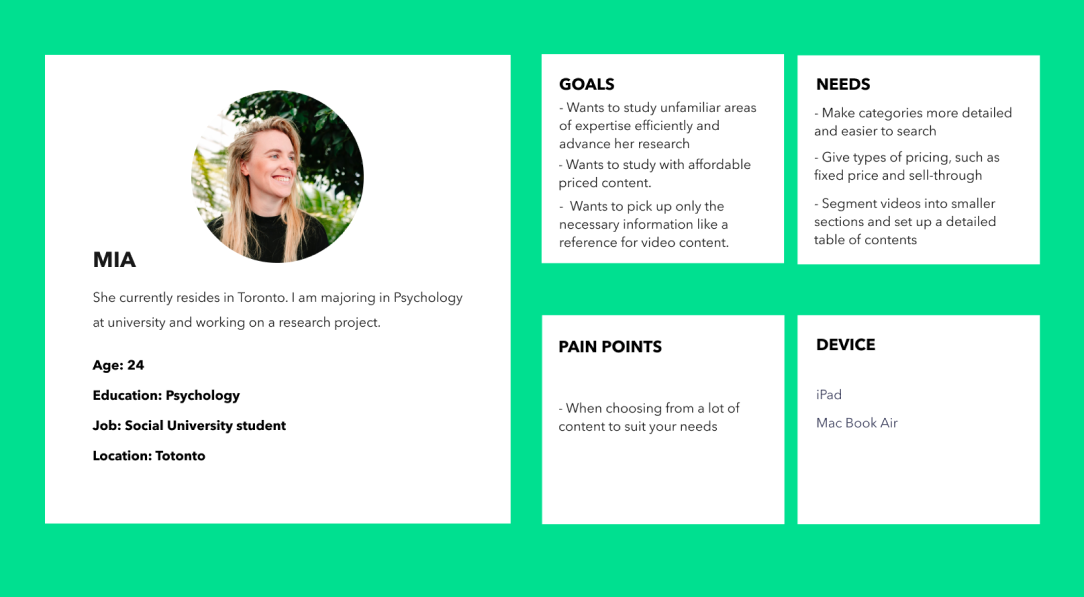 MIA
She currently resides in Toronto. I am majoring in Psychology
at university and working on a research project.
Age: 24
Education: Psychology
Job: Social University student
Location: Totonto
GOALS
- Wants to study unfamiliar areas
of expertise efficiently and
advance her research
- Wants to study with affordable
priced content.
-  Wants to pick up only the
necessary information like a
reference for video content.
NEEDS
- Make categories more detailed
and easier to search
- Give types of pricing, such as
fixed price and sell-through
- Segment videos into smaller
sections and set up a detailed
table of contents
PAIN POINTS
- When choosing from a lot of
content to suit your needs
DEVICE
iPad
Mac Book Air